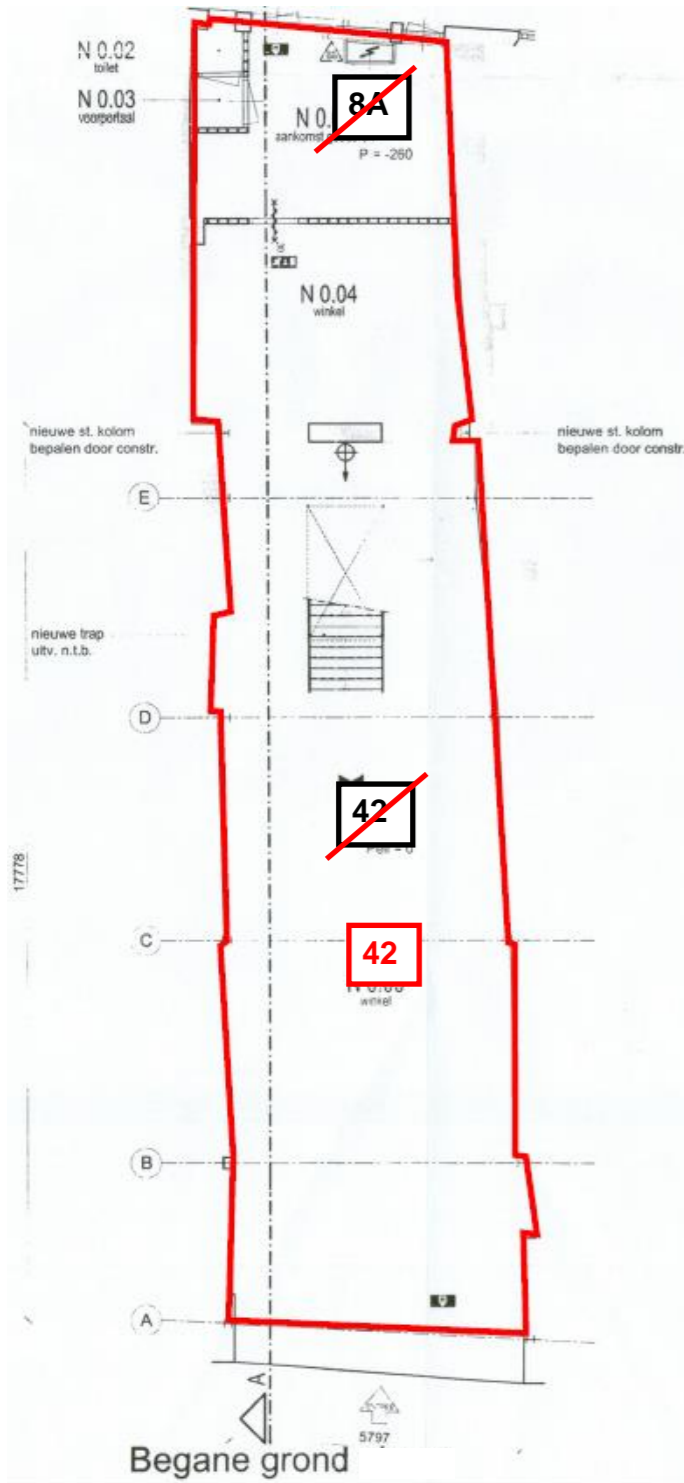 N 0.02
toilet
N 0.03
voorportaal
8A
N 0.
P = -260
N 0.04
winkel
nieuwe st. kolom
bepalen door constr.
nieuwe st. kolom
bepalen door constr.
E
nieuwe trap
uitv. n.t.b.
D
42
17778
C
42
winkel
B
A
A
5797
Begane grond